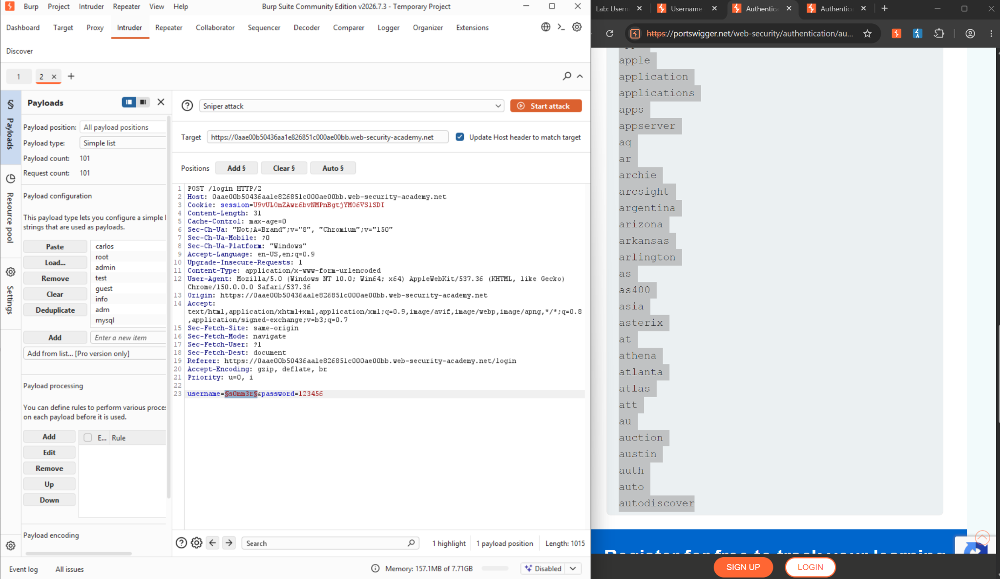 Burp Project Intruder Repeater View Help
Burp Suite Community Edition v2026.7.3 - Temporary Project
Dashboard Target Proxy Intruder Repeater Collaborator Sequencer Decoder Comparer Logger Organizer Extensions
Discover
1 2
Payloads
Resource pool
Settings
Payloads
Payload position: All payload positions
Payload type: Simple list
Payload count: 101
Request count: 101
Payload configuration
This payload type lets you configure a simple l
strings that are used as payloads.
Paste
Load...
Remove
Clear
Deduplicate
carlos
root
admin
test
guest
info
adm
mysql
Add Enter a new item
Add from list... [Pro version only]
Payload processing
You can define rules to perform various proce
on each payload before it is used.
Add
Edit
Remove
Up
Down
E... Rule
Payload encoding
Sniper attack
Start attack
Target https://0aae00b50436aa1e826851c000ae00bb.web-security-academy.net Update Host header to match target
Positions Add § Clear § Auto §
1 POST /login HTTP/2
2 Host: 0aae00b50436aa1e826851c000ae00bb.web-security-academy.net
3 Cookie: session=U9vUL0mZAwr6bvNMPnBgtjYM06VS1SDI
4 Content-Length: 31
5 Cache-Control: max-age=0
6 Sec-Ch-Ua: "Not;A=Brand";v="8", "Chromium";v="150"
7 Sec-Ch-Ua-Mobile: ?0
8 Sec-Ch-Ua-Platform: "Windows"
9 Accept-Language: en-US,en;q=0.9
10 Upgrade-Insecure-Requests: 1
11 Content-Type: application/x-www-form-urlencoded
12 User-Agent: Mozilla/5.0 (Windows NT 10.0; Win64; x64) AppleWebKit/537.36 (KHTML, like Gecko)
Chrome/150.0.0.0 Safari/537.36
13 Origin: https://0aae00b50436aa1e826851c000ae00bb.web-security-academy.net
14 Accept:
text/html,application/xhtml+xml,application/xml;q=0.9,image/avif,image/webp,image/apng,*/*;q=0.8
,application/signed-exchange;v=b3;q=0.7
15 Sec-Fetch-Site: same-origin
16 Sec-Fetch-Mode: navigate
17 Sec-Fetch-User: ?1
18 Sec-Fetch-Dest: document
19 Referer: https://0aae00b50436aa1e826851c000ae00bb.web-security-academy.net/login
20 Accept-Encoding: gzip, deflate, br
21 Priority: u=0, i
22
23 username=§s0mm3r§&password=123456
Search
1 highlight 1 payload position Length: 1015
Event log All issues
Memory: 157.1MB of 7.71GB
Disabled
Lab: Usern Username Authentica Authentica
https://portswigger.net/web-security/authentication/au...
apple
application
applications
apps
appserver
aq
ar
archie
arcsight
argentina
arizona
arkansas
arlington
as
as400
asia
asterix
at
athena
atlanta
atlas
att
au
auction
austin
auth
auto
autodiscover
Register for free to track your learning
SIGN UP LOGIN